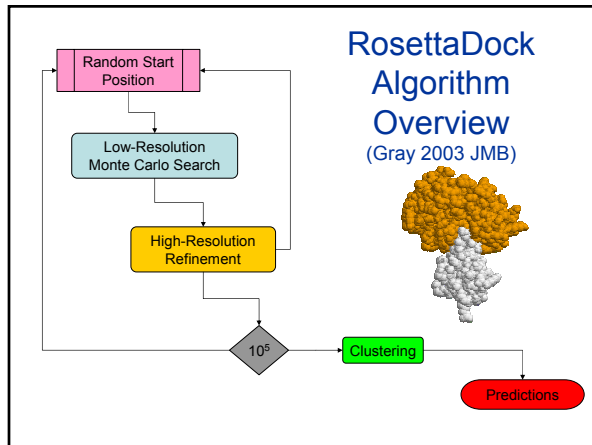 RosettaDock
Algorithm
Overview
(Gray 2003 JMB)
Random Start
Position
Low-Resolution
Monte Carlo Search
High-Resolution
Refinement
10⁵
Clustering
Predictions